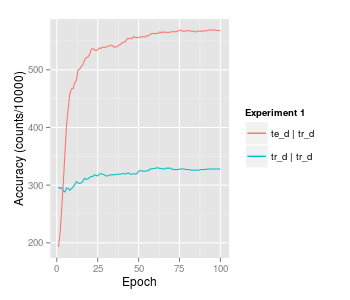 500
400
300
200
Accuracy (counts/10000)
0
25
50
75
100
Epoch
Experiment 1
te_d | tr_d
tr_d | tr_d